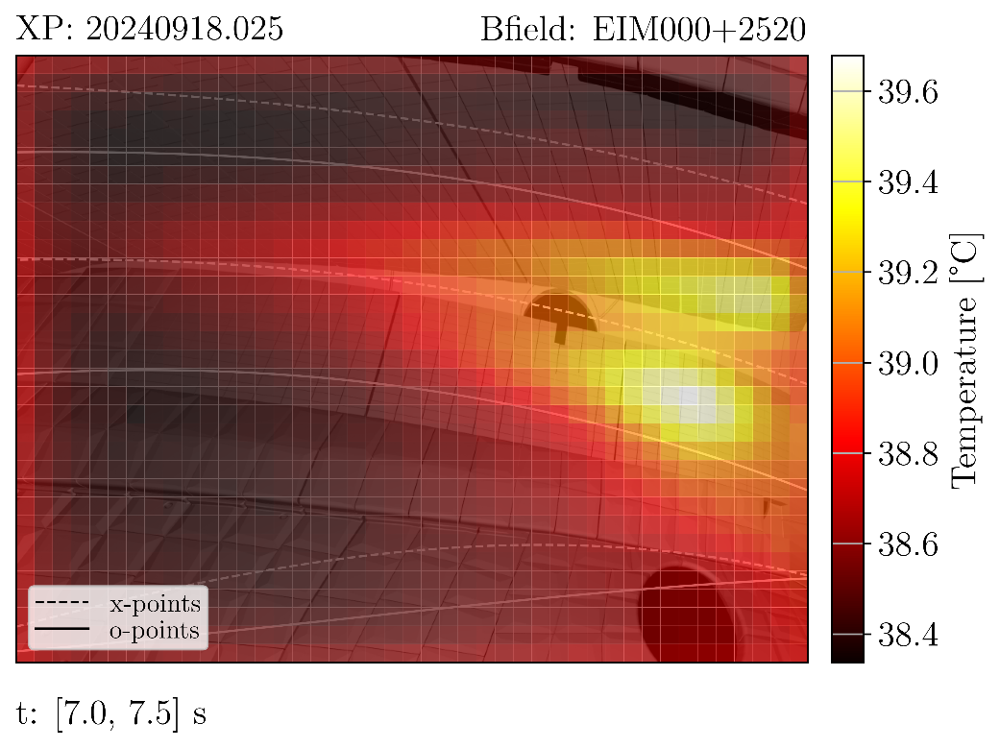 XP: 20240918.025 Bfield: EIM000+2520
39.6
39.4
39.2
39.0
38.8
38.6
38.4
Temperature [°C]
x-points
o-points
t: [7.0, 7.5] s